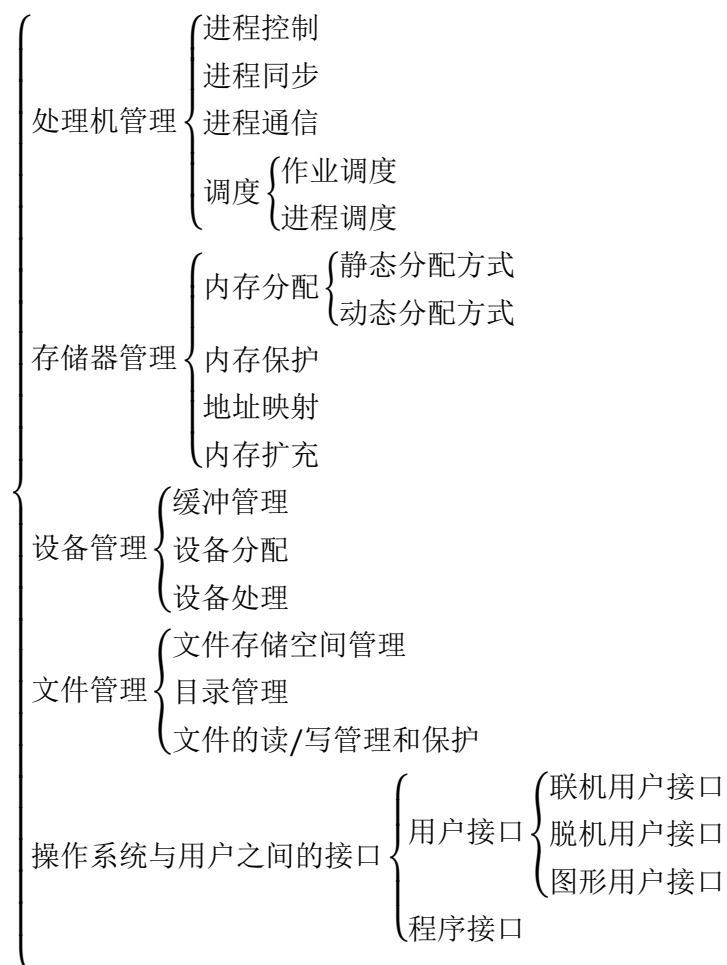 处理机管理
进程控制
进程同步
进程通信
调度
作业调度
进程调度
存储器管理
内存分配
静态分配方式
动态分配方式
内存保护
地址映射
内存扩充
设备管理
缓冲管理
设备分配
设备处理
文件管理
文件存储空间管理
目录管理
文件的读/写管理和保护
操作系统与用户之间的接口
用户接口
联机用户接口
脱机用户接口
图形用户接口
程序接口